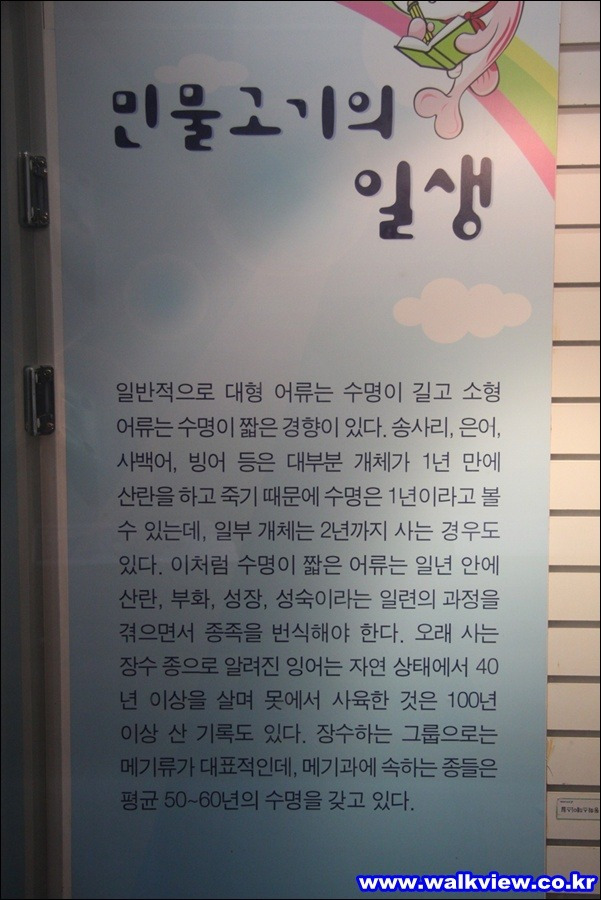 민물고기의
일생
일반적으로 대형 어류는 수명이 길고 소형
어류는 수명이 짧은 경향이 있다. 송사리, 은어,
사백어, 빙어 등은 대부분 개체가 1년 만에
산란을 하고 죽기 때문에 수명은 1년이라고 볼
수 있는데, 일부 개체는 2년까지 사는 경우도
있다. 이처럼 수명이 짧은 어류는 일년 안에
산란, 부화, 성장, 성숙이라는 일련의 과정을
겪으면서 종족을 번식해야 한다. 오래 사는
장수 종으로 알려진 잉어는 자연 상태에서 40
년 이상을 살며 못에서 사육한 것은 100년
이상 산 기록도 있다. 장수하는 그룹으로는
메기류가 대표적인데, 메기과에 속하는 종들은
평균 50~60년의 수명을 갖고 있다.
www.walkview.co.kr